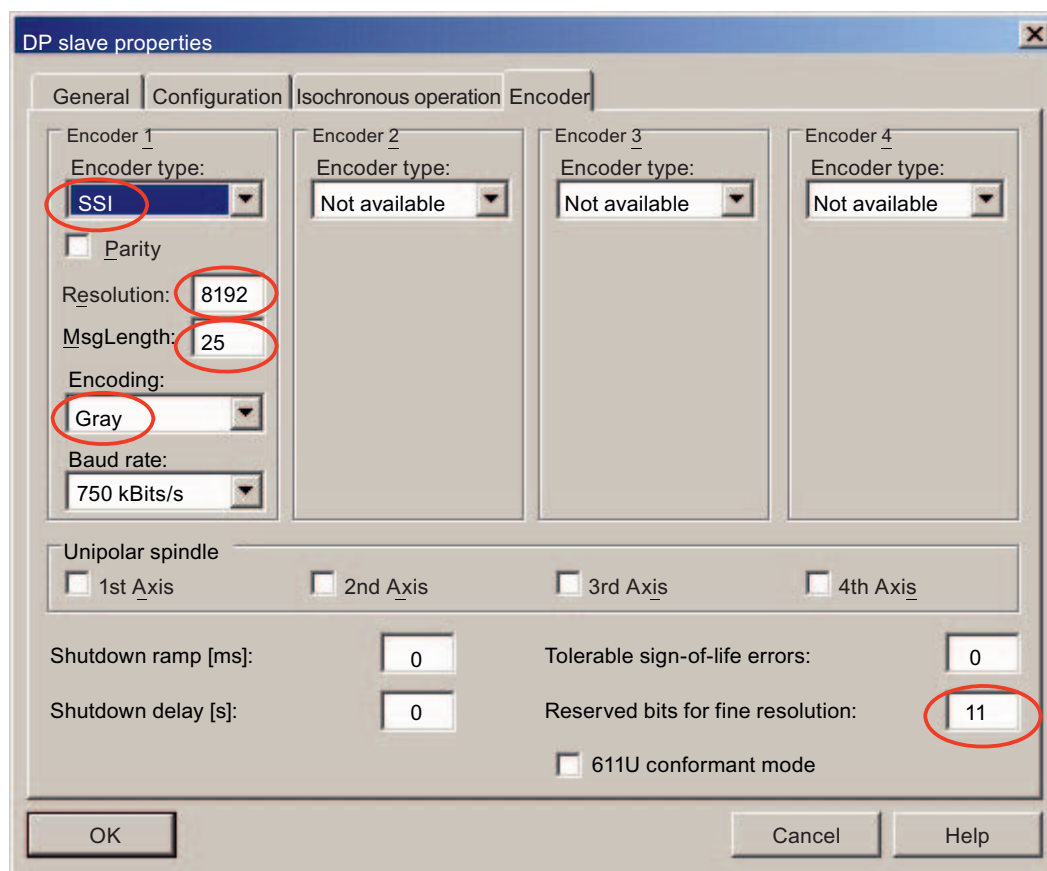 DP slave properties
General Configuration Isochronous operation Encoder
Encoder 1
Encoder type:
SSI
Parity
Resolution: 8192
MsgLength: 25
Encoding:
Gray
Baud rate:
750 kBits/s
Encoder 2
Encoder type:
Not available
Encoder 3
Encoder type:
Not available
Encoder 4
Encoder type:
Not available
Unipolar spindle
1st Axis 2nd Axis 3rd Axis 4th Axis
Shutdown ramp [ms]: 0
Tolerable sign-of-life errors: 0
Shutdown delay [s]: 0
Reserved bits for fine resolution: 11
611U conformant mode
OK Cancel Help